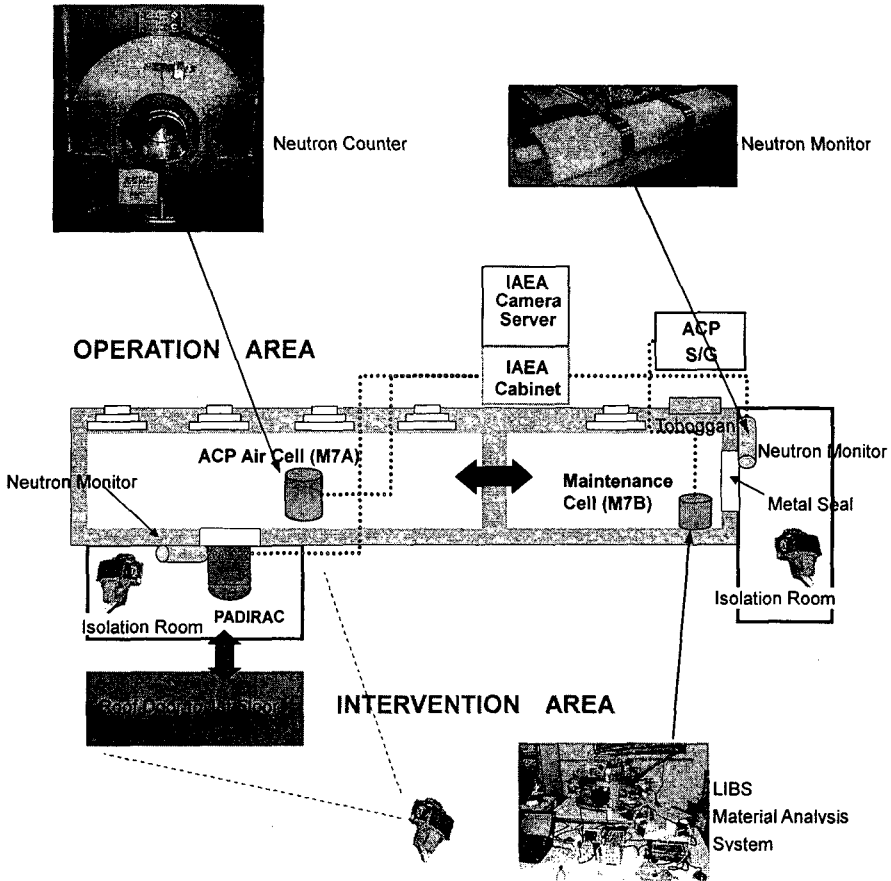 Neutron Counter
Neutron Monitor
IAEA
Camera
Server
ACP
S/G
OPERATION AREA
IAEA
Cabinet
Toboggan
ACP Air Cell (M7A)
Neutron Monitor
Maintenance
Cell (M7B)
Neutron Monitor
Metal Seal
Isolation Room
PADIRAC
Isolation Room
INTERVENTION AREA
LIBS
Material Analysis
System